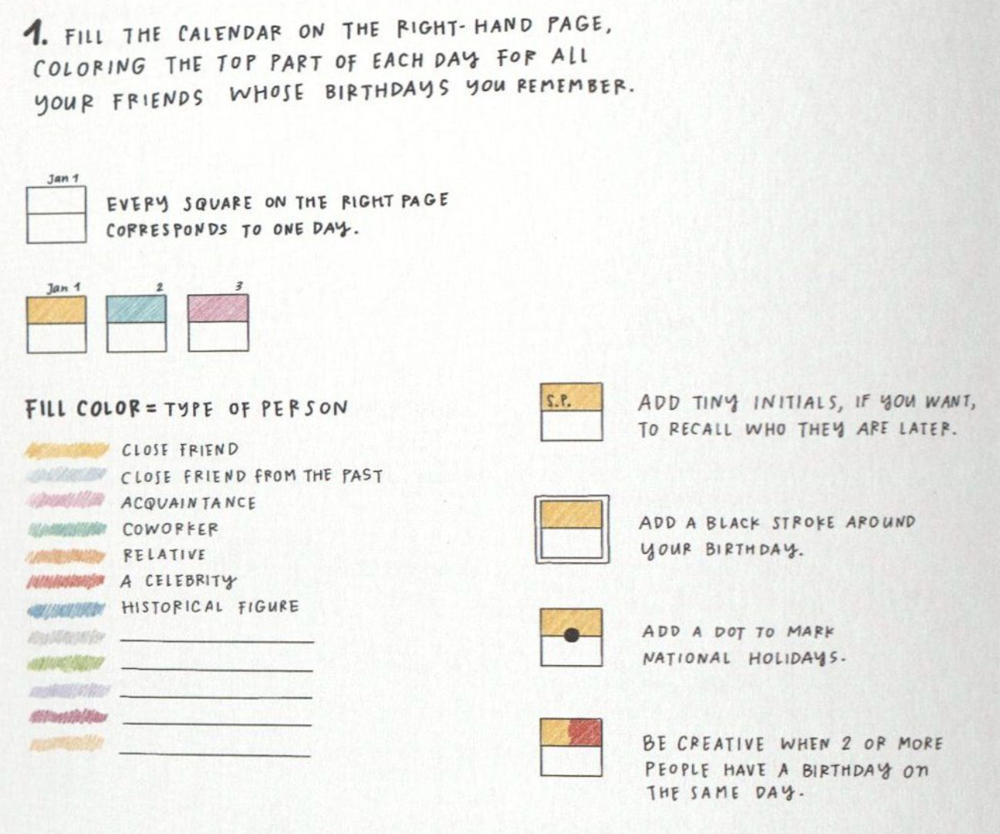 1. FILL THE CALENDAR ON THE RIGHT-HAND PAGE,
COLORING THE TOP PART OF EACH DAY FOR ALL
YOUR FRIENDS WHOSE BIRTHDAYS YOU REMEMBER.
Jan 1
EVERY SQUARE ON THE RIGHT PAGE
CORRESPONDS TO ONE DAY.
Jan 1 2 3
FILL COLOR = TYPE OF PERSON
CLOSE FRIEND
CLOSE FRIEND FROM THE PAST
ACQUAINTANCE
COWORKER
RELATIVE
A CELEBRITY
HISTORICAL FIGURE
S.P.
ADD TINY INITIALS, IF YOU WANT,
TO RECALL WHO THEY ARE LATER.
ADD A BLACK STROKE AROUND
YOUR BIRTHDAY.
ADD A DOT TO MARK
NATIONAL HOLIDAYS.
BE CREATIVE WHEN 2 OR MORE
PEOPLE HAVE A BIRTHDAY ON
THE SAME DAY.